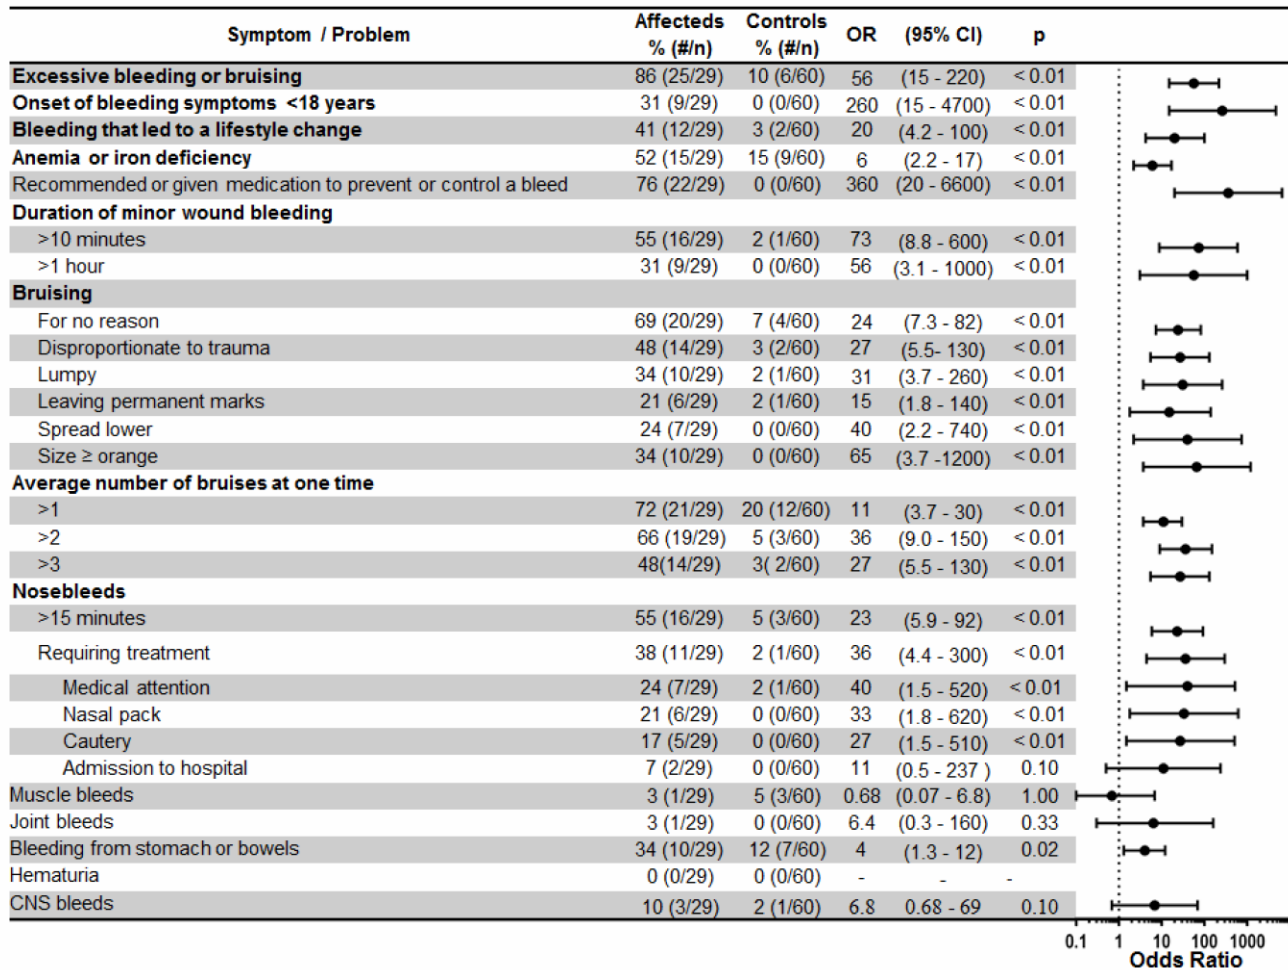 Symptom / Problem Affecteds % (#/n) Controls % (#/n) OR (95% CI) p
Excessive bleeding or bruising 86 (25/29) 10 (6/60) 56 (15 - 220) < 0.01
Onset of bleeding symptoms <18 years 31 (9/29) 0 (0/60) 260 (15 - 4700) < 0.01
Bleeding that led to a lifestyle change 41 (12/29) 3 (2/60) 20 (4.2 - 100) < 0.01
Anemia or iron deficiency 52 (15/29) 15 (9/60) 6 (2.2 - 17) < 0.01
Recommended or given medication to prevent or control a bleed 76 (22/29) 0 (0/60) 360 (20 - 6600) < 0.01
Duration of minor wound bleeding
>10 minutes 55 (16/29) 2 (1/60) 73 (8.8 - 600) < 0.01
>1 hour 31 (9/29) 0 (0/60) 56 (3.1 - 1000) < 0.01
Bruising
For no reason 69 (20/29) 7 (4/60) 24 (7.3 - 82) < 0.01
Disproportionate to trauma 48 (14/29) 3 (2/60) 27 (5.5- 130) < 0.01
Lumpy 34 (10/29) 2 (1/60) 31 (3.7 - 260) < 0.01
Leaving permanent marks 21 (6/29) 2 (1/60) 15 (1.8 - 140) < 0.01
Spread lower 24 (7/29) 0 (0/60) 40 (2.2 - 740) < 0.01
Size ≥ orange 34 (10/29) 0 (0/60) 65 (3.7 -1200) < 0.01
Average number of bruises at one time
>1 72 (21/29) 20 (12/60) 11 (3.7 - 30) < 0.01
>2 66 (19/29) 5 (3/60) 36 (9.0 - 150) < 0.01
>3 48(14/29) 3( 2/60) 27 (5.5 - 130) < 0.01
Nosebleeds
>15 minutes 55 (16/29) 5 (3/60) 23 (5.9 - 92) < 0.01
Requiring treatment 38 (11/29) 2 (1/60) 36 (4.4 - 300) < 0.01
Medical attention 24 (7/29) 2 (1/60) 40 (1.5 - 520) < 0.01
Nasal pack 21 (6/29) 0 (0/60) 33 (1.8 - 620) < 0.01
Cautery 17 (5/29) 0 (0/60) 27 (1.5 - 510) < 0.01
Admission to hospital 7 (2/29) 0 (0/60) 11 (0.5 - 237 ) 0.10
Muscle bleeds 3 (1/29) 5 (3/60) 0.68 (0.07 - 6.8) 1.00
Joint bleeds 3 (1/29) 0 (0/60) 6.4 (0.3 - 160) 0.33
Bleeding from stomach or bowels 34 (10/29) 12 (7/60) 4 (1.3 - 12) 0.02
Hematuria 0 (0/29) 0 (0/60) - - -
CNS bleeds 10 (3/29) 2 (1/60) 6.8 0.68 - 69 0.10
0.1 1 10 100 1000
Odds Ratio